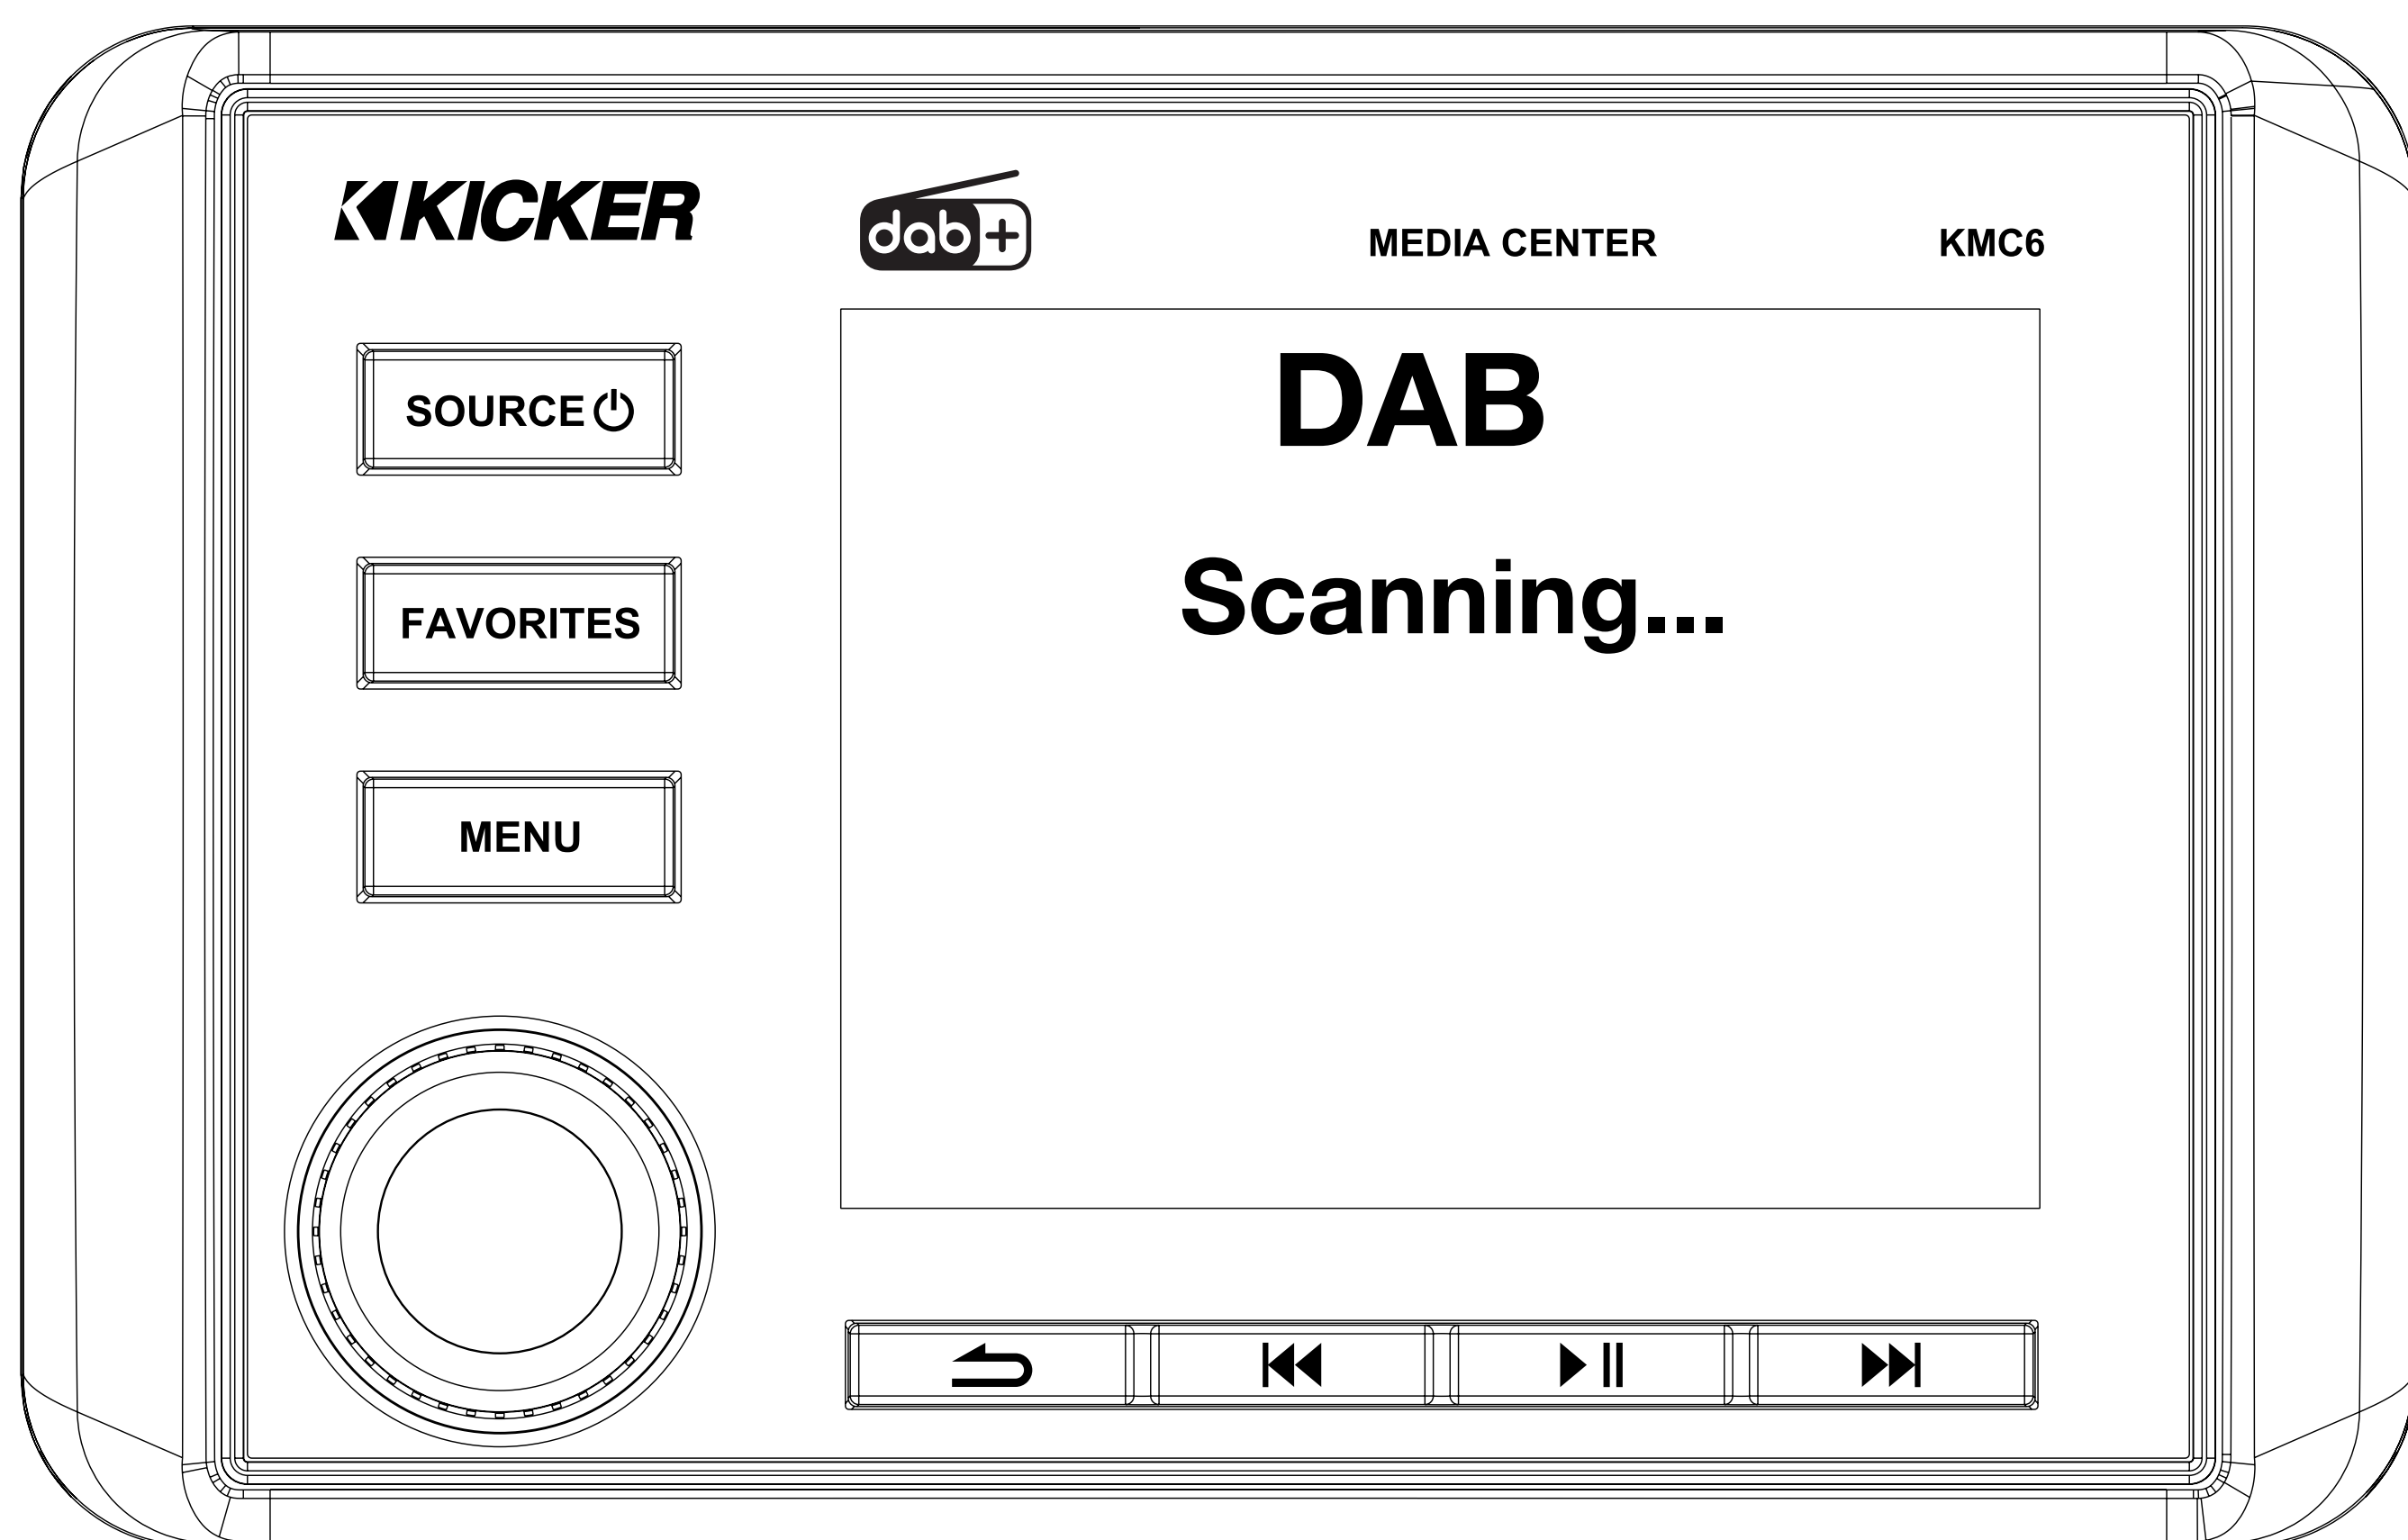 KICKER
dab+
MEDIA CENTER
KMC6
SOURCE
FAVORITES
MENU
DAB
Scanning...